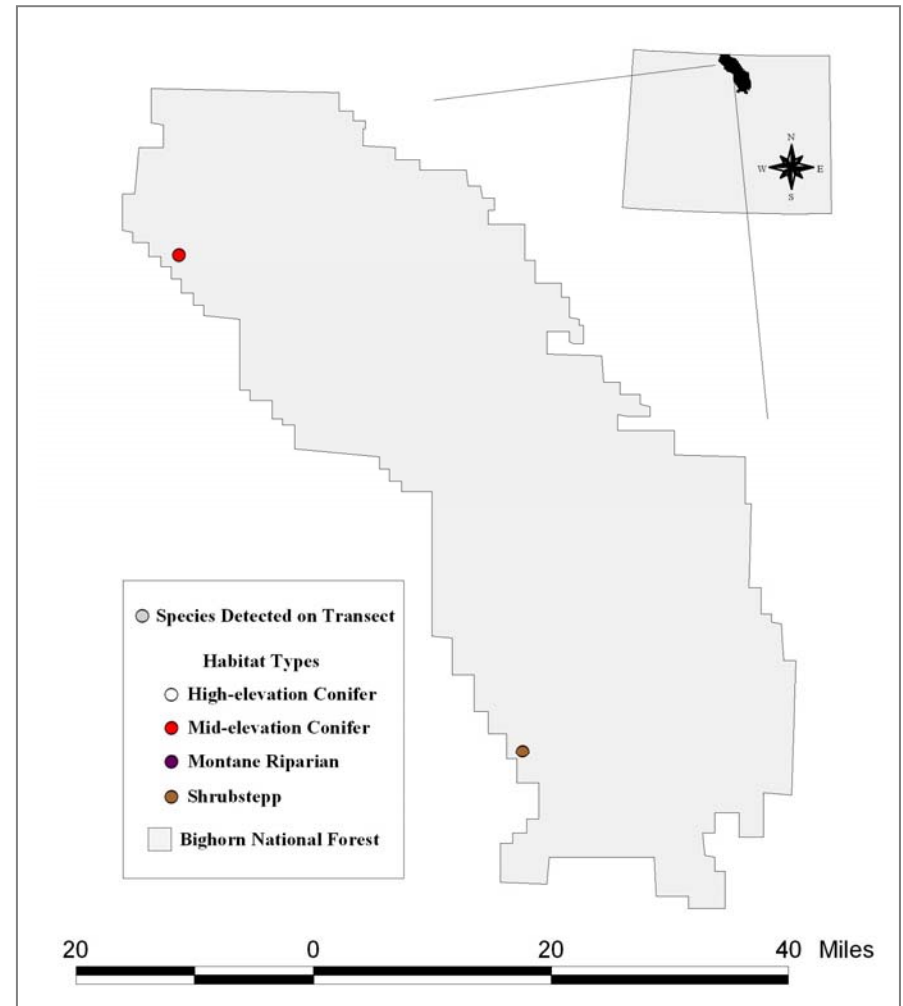 N
W E
S
Species Detected on Transect
Habitat Types
High-elevation Conifer
Mid-elevation Conifer
Montane Riparian
Shrubstepp
Bighorn National Forest
20 0 20 40 Miles